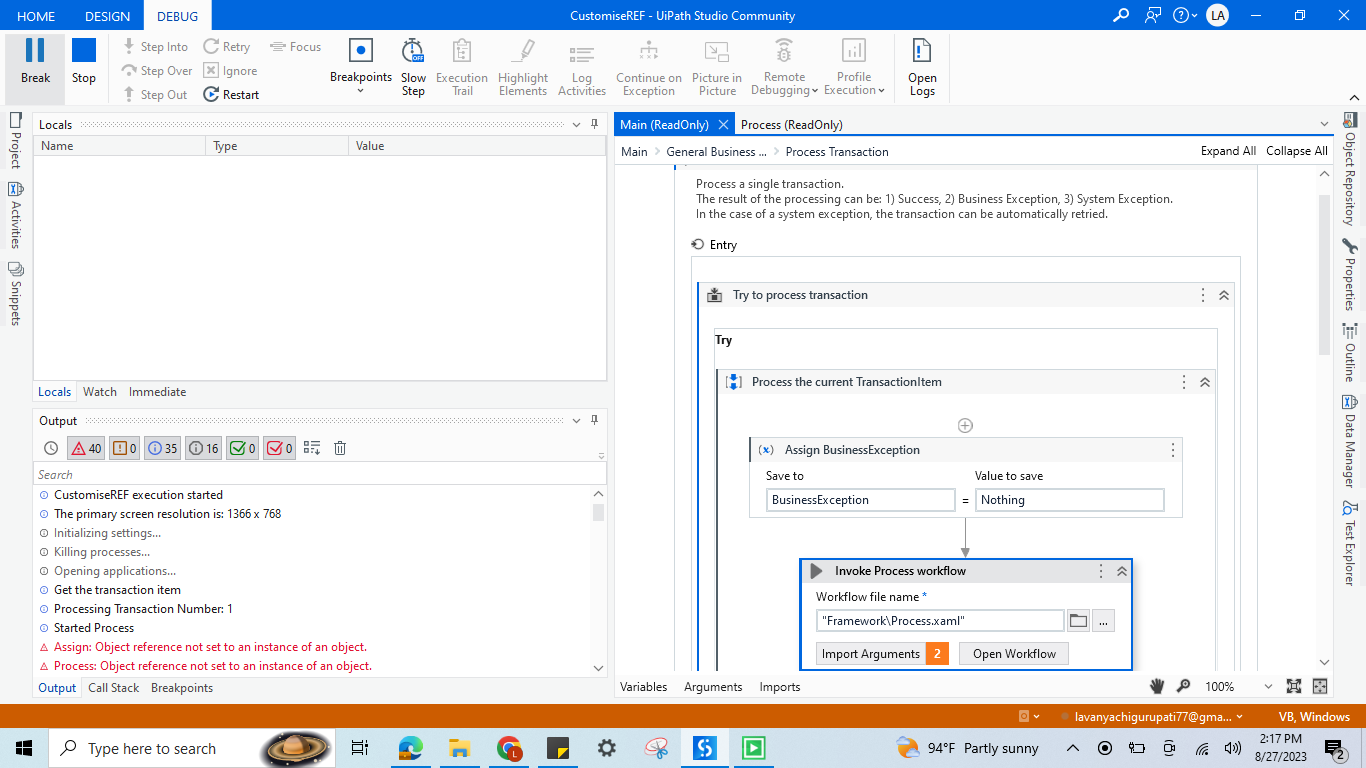 HOME DESIGN DEBUG CustomiseREF - UiPath Studio Community LA
Break
Stop
Step Into
Step Over
Step Out
Retry
Ignore
Restart
Focus
Breakpoints
Slow
Step
Execution
Trail
Highlight
Elements
Log
Activities
Continue on
Exception
Picture in
Picture
Remote
Debugging
Profile
Execution
Open
Logs
Project
Activities
Snippets
Locals
Name Type Value
Locals Watch Immediate
Output
40 0 35 16 0 0
Search
CustomiseREF execution started
The primary screen resolution is: 1366 x 768
Initializing settings...
Killing processes...
Opening applications...
Get the transaction item
Processing Transaction Number: 1
Started Process
Assign: Object reference not set to an instance of an object.
Process: Object reference not set to an instance of an object.
Output Call Stack Breakpoints
Main (ReadOnly) Process (ReadOnly)
Main General Business ... Process Transaction Expand All Collapse All
Process a single transaction.
The result of the processing can be: 1) Success, 2) Business Exception, 3) System Exception.
In the case of a system exception, the transaction can be automatically retried.
Entry
Try to process transaction
Try
Process the current TransactionItem
(x) Assign BusinessException
Save to Value to save
BusinessException = Nothing
Invoke Process workflow
Workflow file name *
"Framework\Process.xaml" ...
Import Arguments 2 Open Workflow
Variables Arguments Imports 100%
Object Repository
Properties
Outline
Data Manager
Test Explorer
lavanyachigurupati77@gma... VB, Windows
Type here to search
94°F Partly sunny
2:17 PM
8/27/2023
2